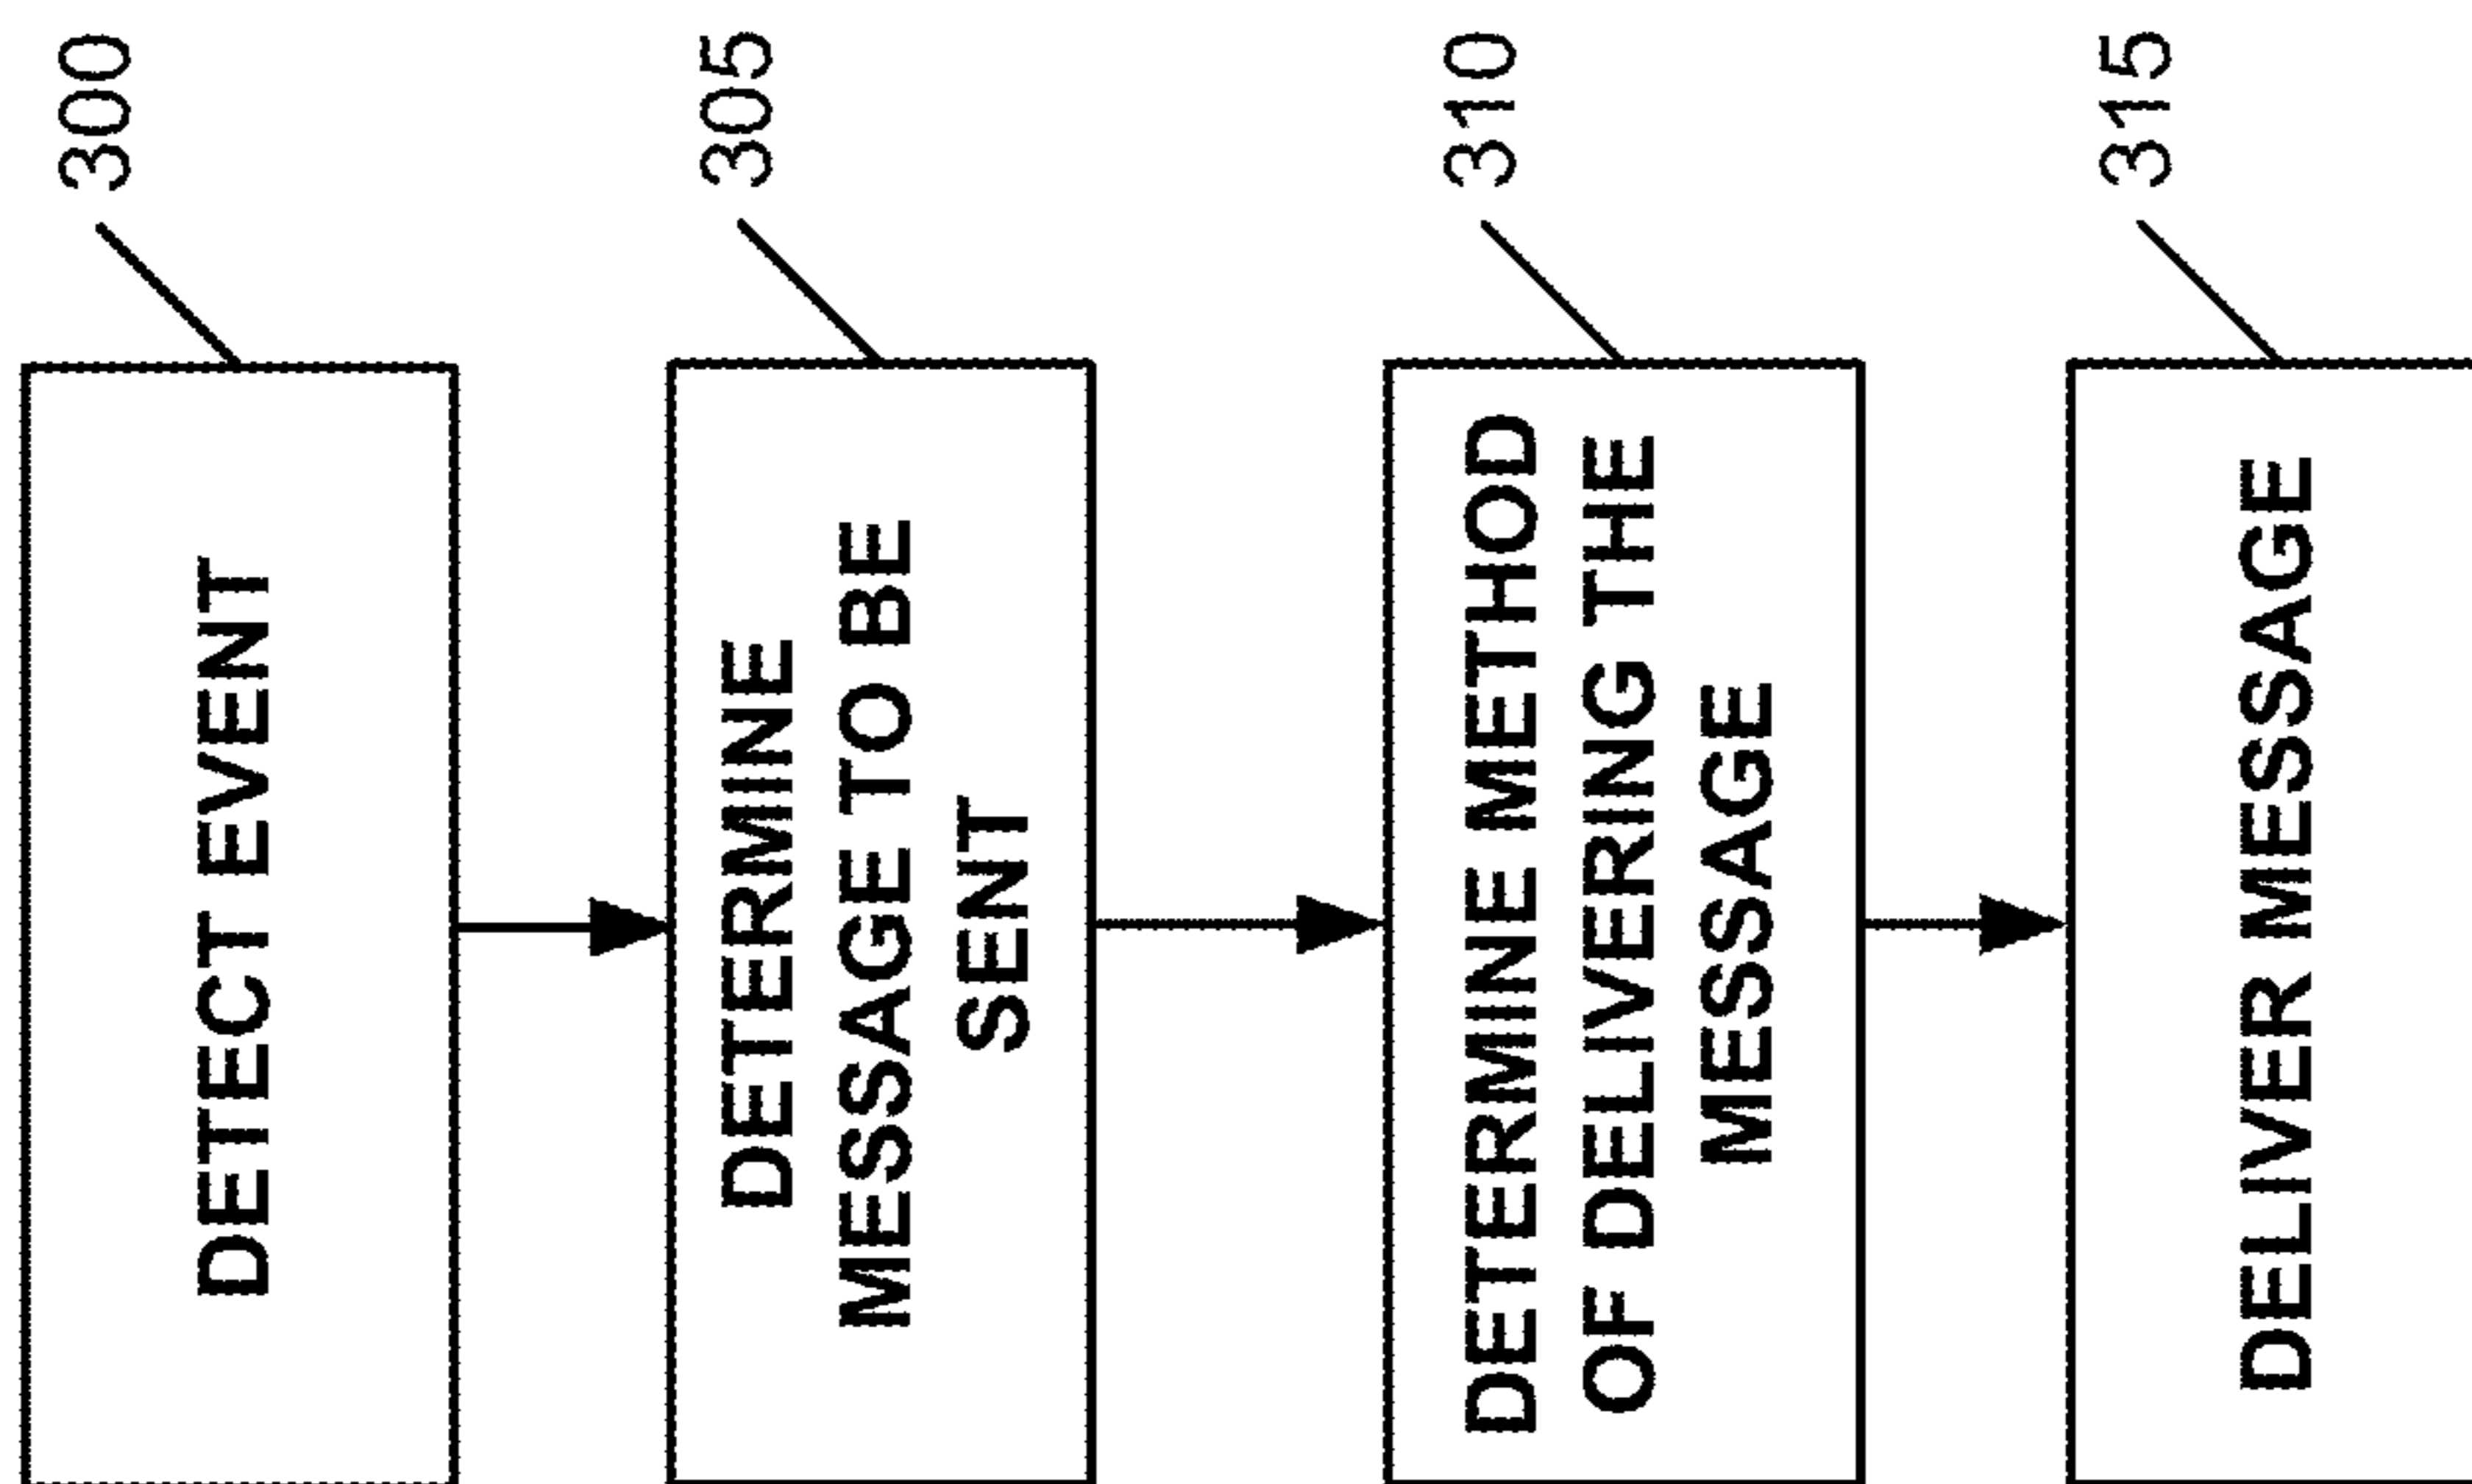 300
DETECT EVENT
305
DETERMINE
MESSAGE TO BE
SENT
310
DETERMINE METHOD
OF DELIVERING THE
MESSAGE
315
DELIVER MESSAGE